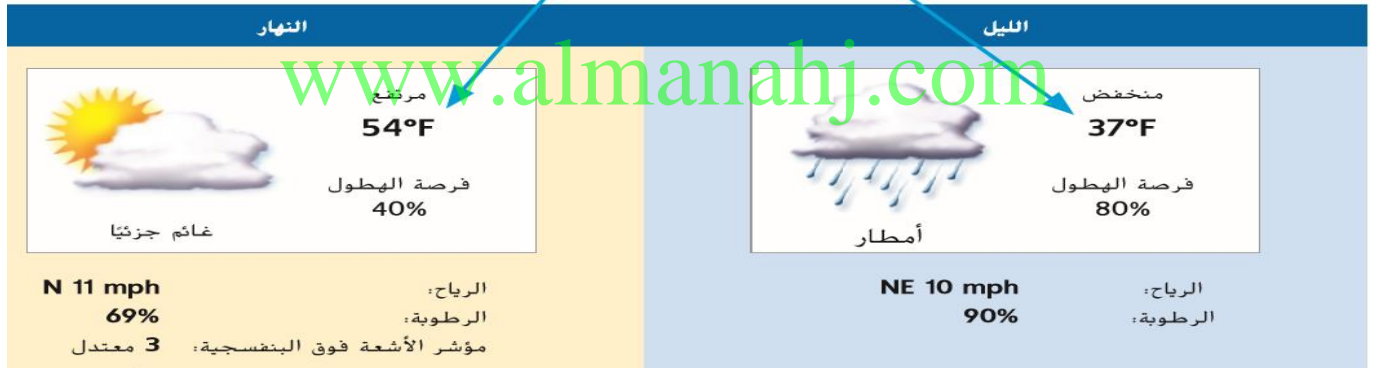 الليل
منخفض
37°F
فرصة الهطول
80%
أمطار
الرياح: NE 10 mph
الرطوبة: 90%
النهار
مرتفع
54°F
فرصة الهطول
40%
غائم جزئيًا
الرياح: N 11 mph
الرطوبة: 69%
مؤشر الأشعة فوق البنفسجية: 3 معتدل
www.almanahj.com